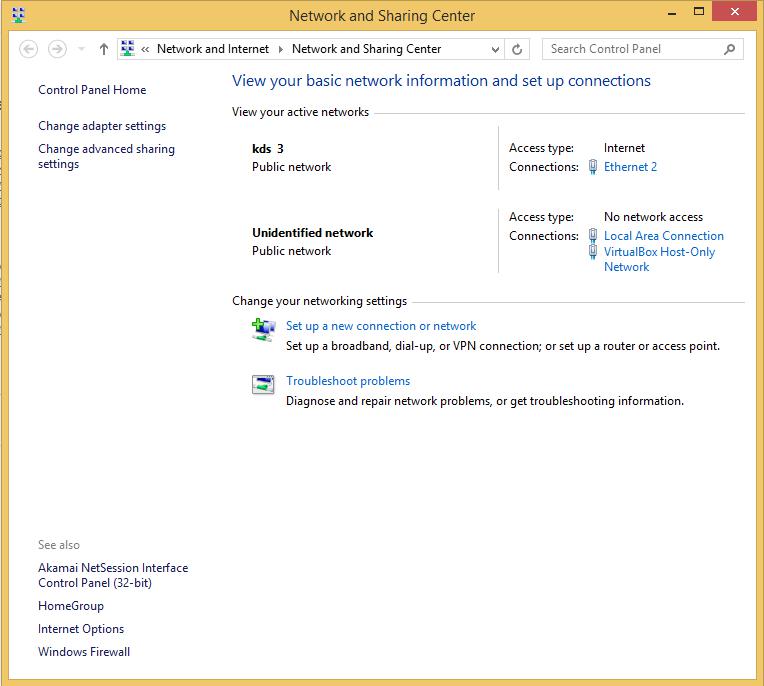 Network and Sharing Center
« Network and Internet Network and Sharing Center
Search Control Panel
Control Panel Home
Change adapter settings
Change advanced sharing
settings
View your basic network information and set up connections
View your active networks
kds 3
Public network
Access type: Internet
Connections: Ethernet 2
Unidentified network
Public network
Access type: No network access
Connections: Local Area Connection
VirtualBox Host-Only
Network
Change your networking settings
Set up a new connection or network
Set up a broadband, dial-up, or VPN connection; or set up a router or access point.
Troubleshoot problems
Diagnose and repair network problems, or get troubleshooting information.
See also
Akamai NetSession Interface
Control Panel (32-bit)
HomeGroup
Internet Options
Windows Firewall